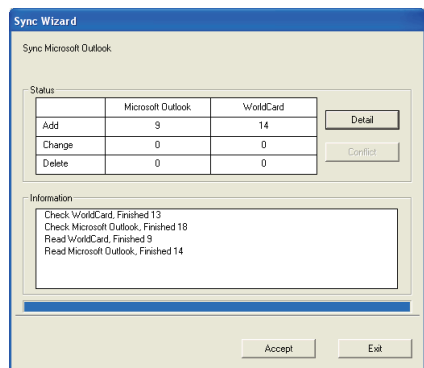 Sync Wizard
Sync Microsoft Outlook
Status
Microsoft Outlook WorldCard
Add 9 14
Change 0 0
Delete 0 0
Detail
Conflict
Information
Check WorldCard, Finished 13
Check Microsoft Outlook, Finished 18
Read WorldCard, Finished 9
Read Microsoft Outlook, Finished 14
Accept Exit